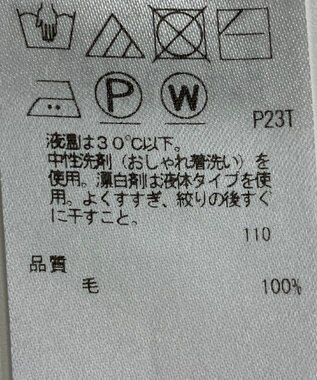 P W
P23T
液温は30℃以下。
中性洗剤（おしゃれ着洗い）を
使用。漂白剤は液体タイプを使
用。よくすすぎ、絞りの後すぐ
に干すこと。
110
品質
毛 100%